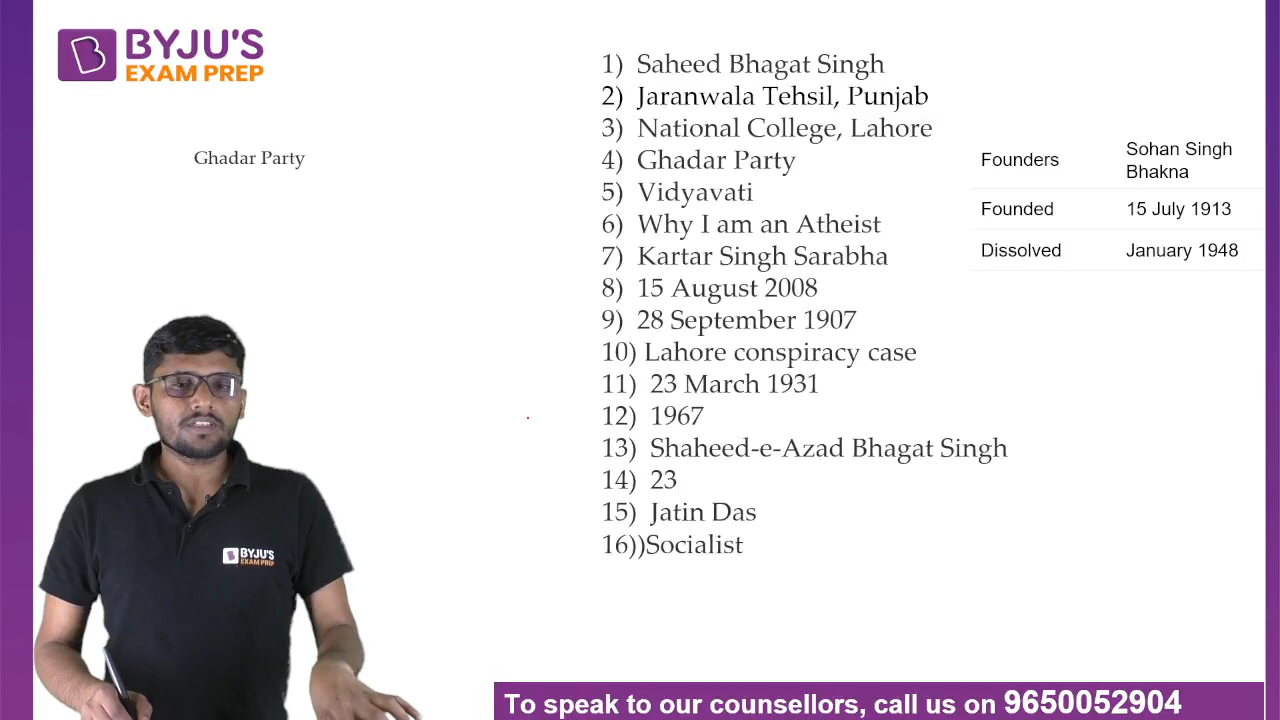 BYJU'S
EXAM PREP
Ghadar Party
1) Saheed Bhagat Singh
2) Jaranwala Tehsil, Punjab
3) National College, Lahore
4) Ghadar Party
5) Vidyavati
6) Why I am an Atheist
7) Kartar Singh Sarabha
8) 15 August 2008
9) 28 September 1907
10) Lahore conspiracy case
11) 23 March 1931
12) 1967
13) Shaheed-e-Azad Bhagat Singh
14) 23
15) Jatin Das
16))Socialist
Founders Sohan Singh
Bhakna
Founded 15 July 1913
Dissolved January 1948
BYJU'S
EXAM PREP
To speak to our counsellors, call us on 9650052904